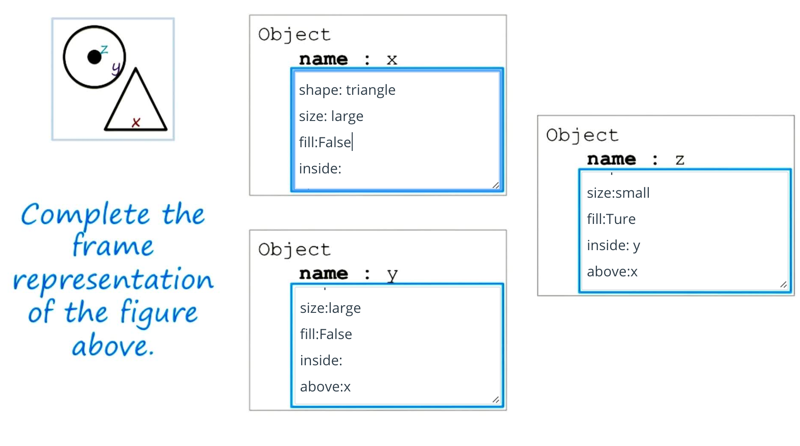 z
y
x
Complete the
frame
representation
of the figure
above.
Object
name : x
shape: triangle
size: large
fill:False
inside:
Object
name : y
size:large
fill:False
inside:
above:x
Object
name : z
size:small
fill:Ture
inside: y
above:x